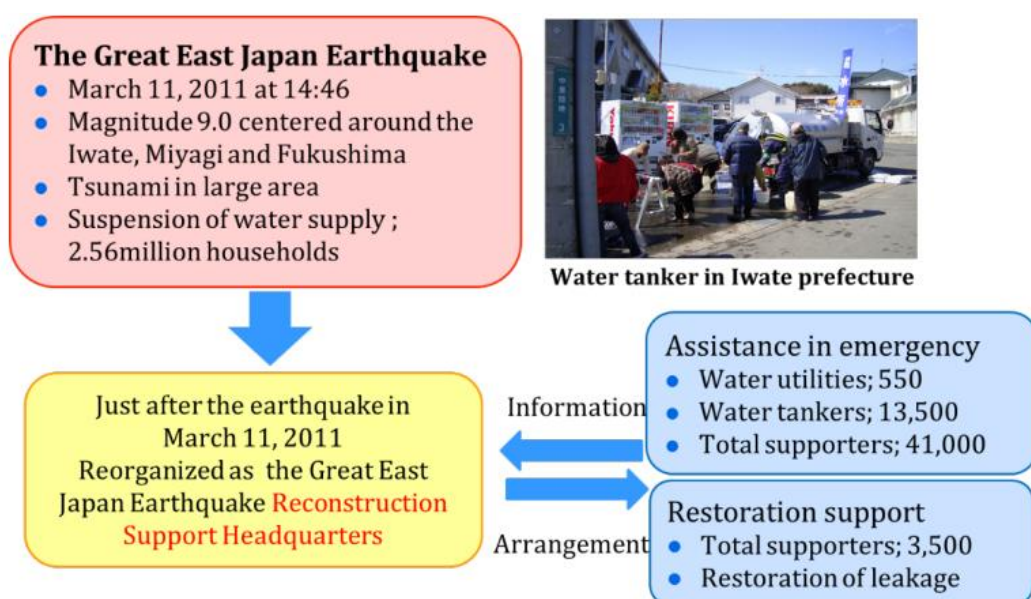 The Great East Japan Earthquake
● March 11, 2011 at 14:46
● Magnitude 9.0 centered around the
Iwate, Miyagi and Fukushima
● Tsunami in large area
● Suspension of water supply ;
2.56million households
Water tanker in Iwate prefecture
Just after the earthquake in
March 11, 2011
Reorganized as the Great East
Japan Earthquake Reconstruction
Support Headquarters
Information
Arrangement
Assistance in emergency
● Water utilities; 550
● Water tankers; 13,500
● Total supporters; 41,000
Restoration support
● Total supporters; 3,500
● Restoration of leakage